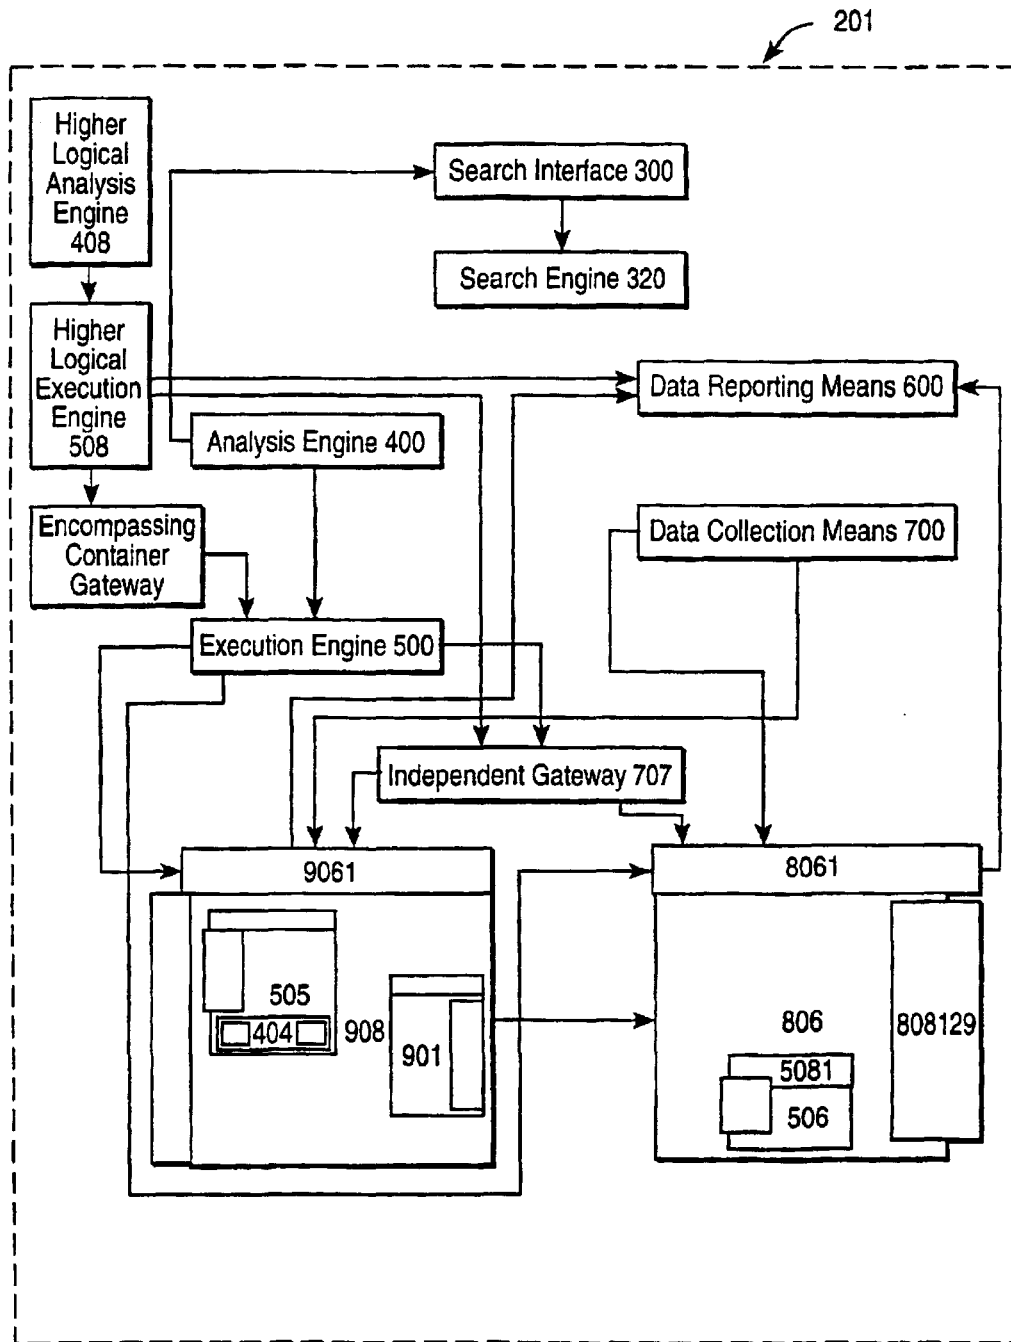 201
Higher
Logical
Analysis
Engine
408
Search Interface 300
Search Engine 320
Higher
Logical
Execution
Engine
508
Data Reporting Means 600
Analysis Engine 400
Encompassing
Container
Gateway
Data Collection Means 700
Execution Engine 500
Independent Gateway 707
9061
8061
505
404
908
901
806
808129
5081
506